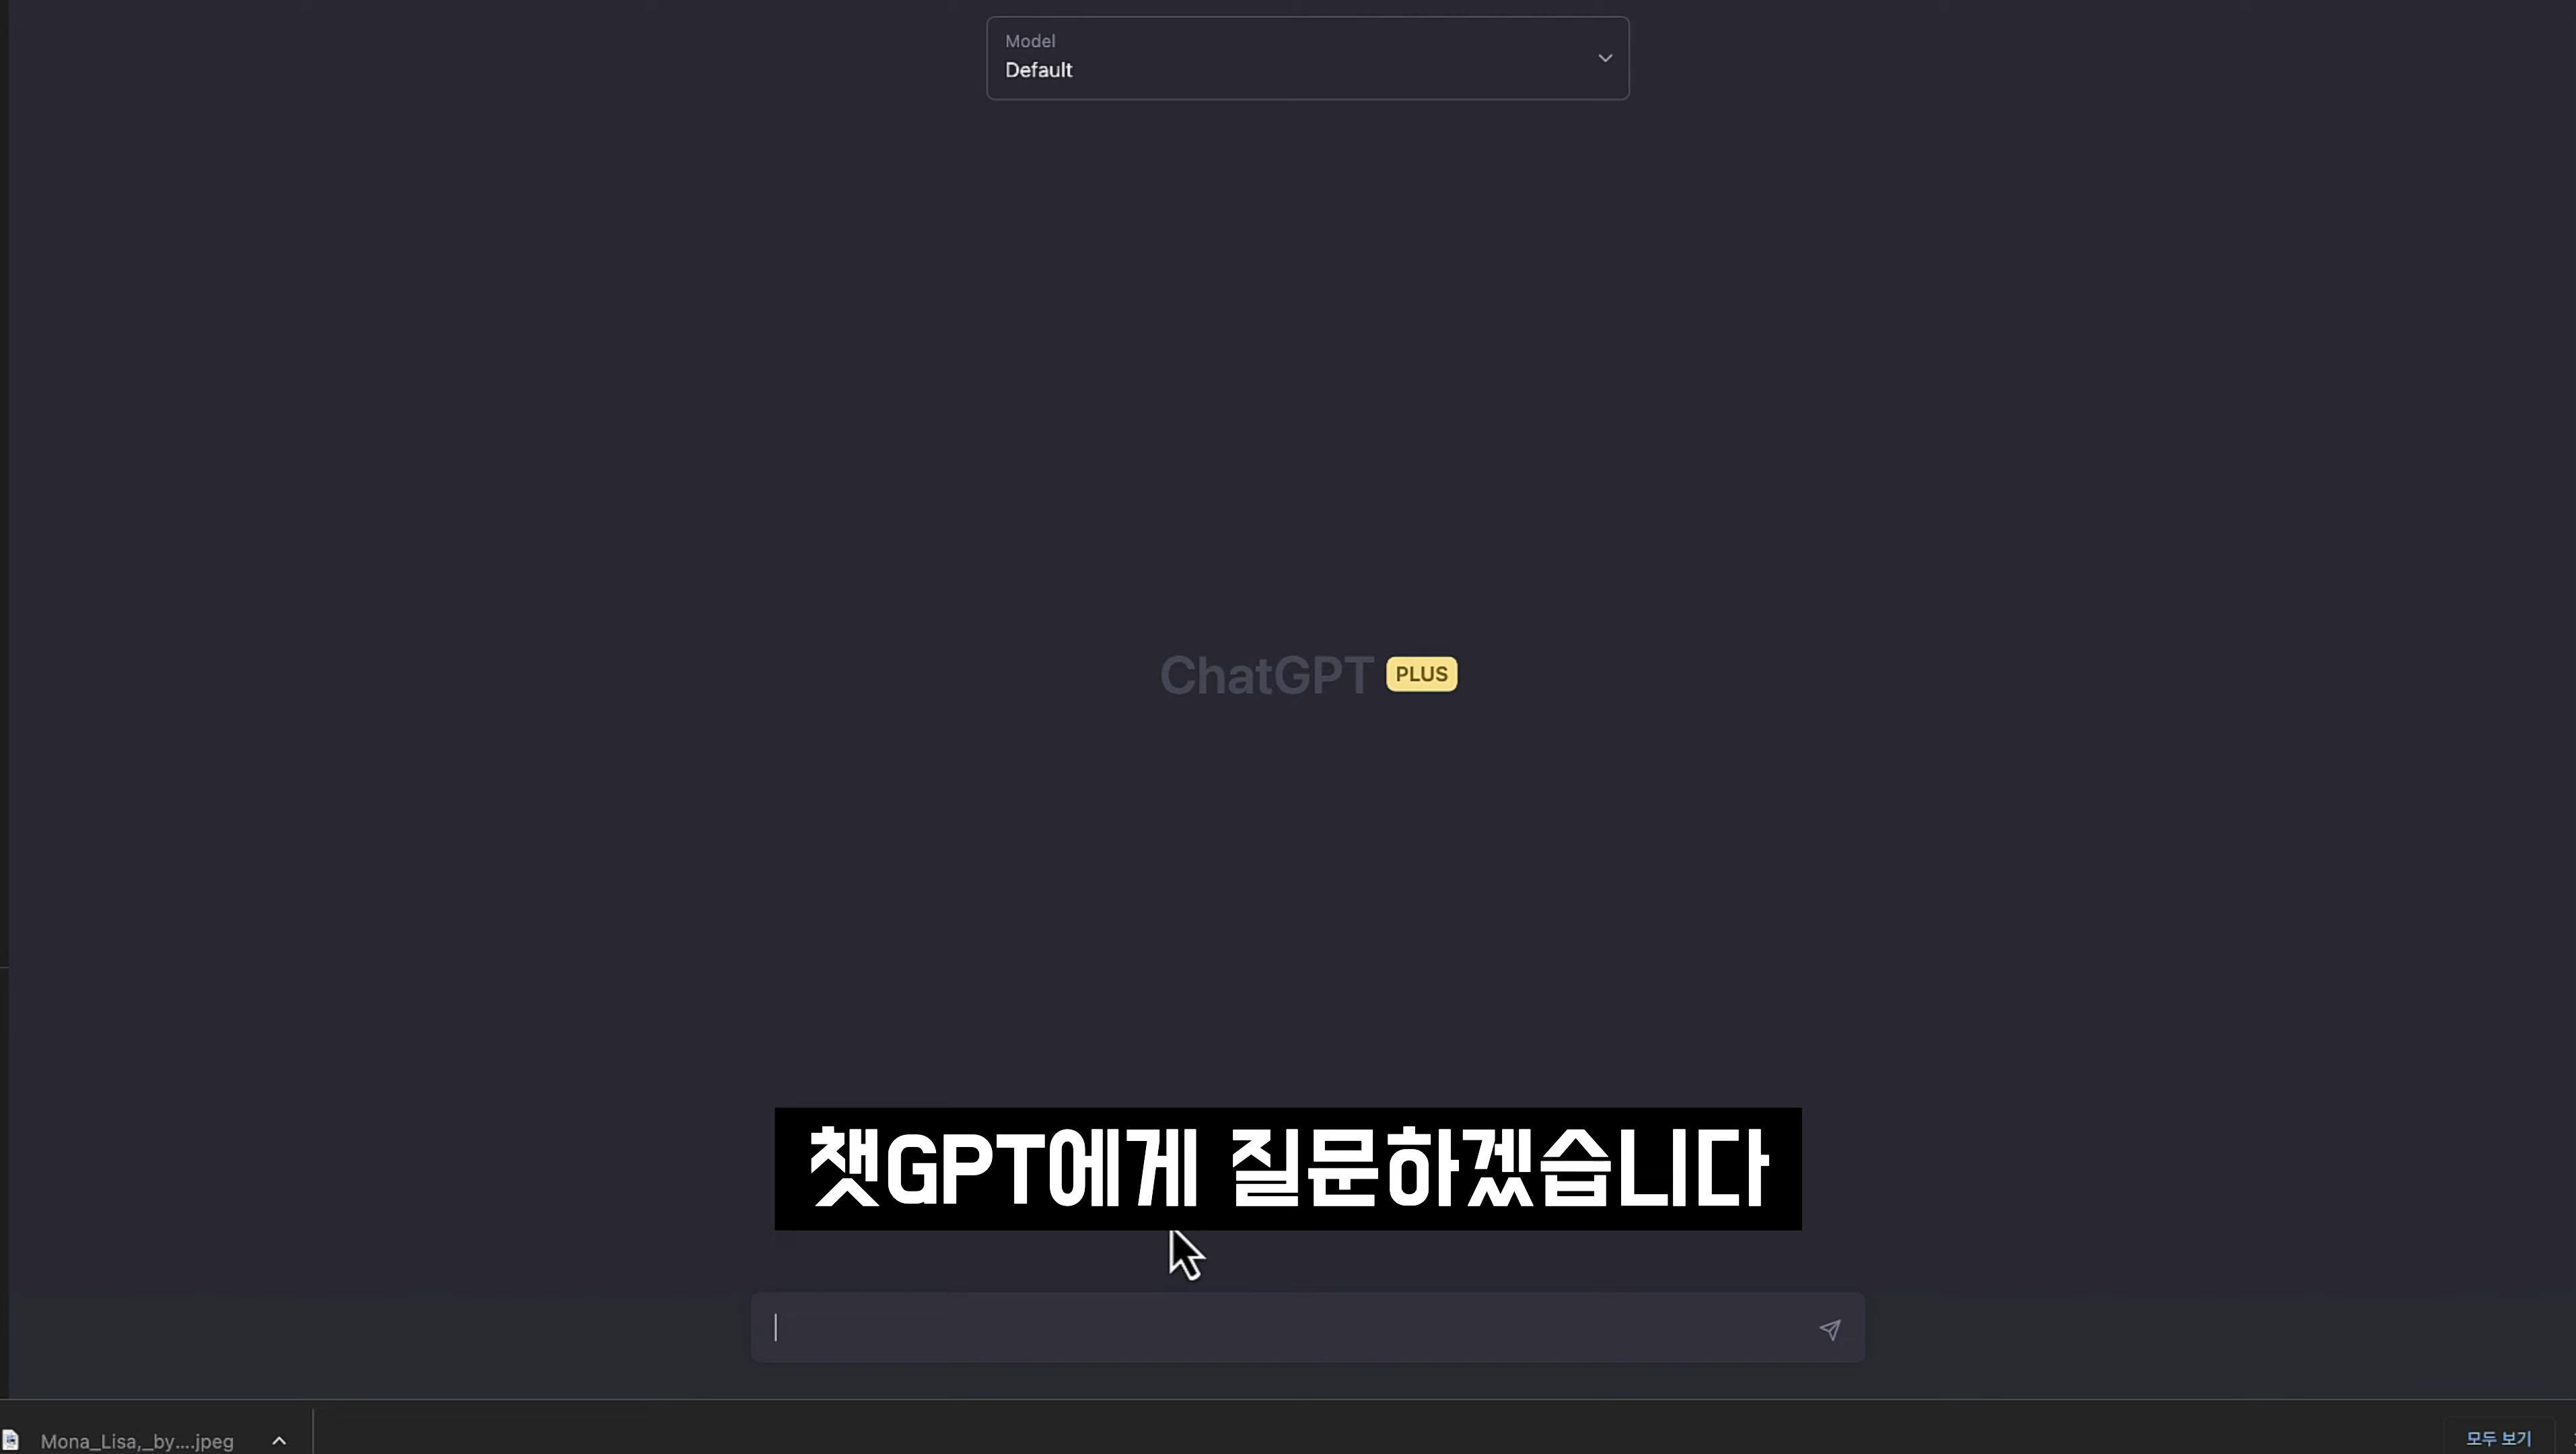 Model
Default
ChatGPT PLUS
챗GPT에게 질문하겠습니다
Mona_Lisa,_by....jpeg
모두 보기